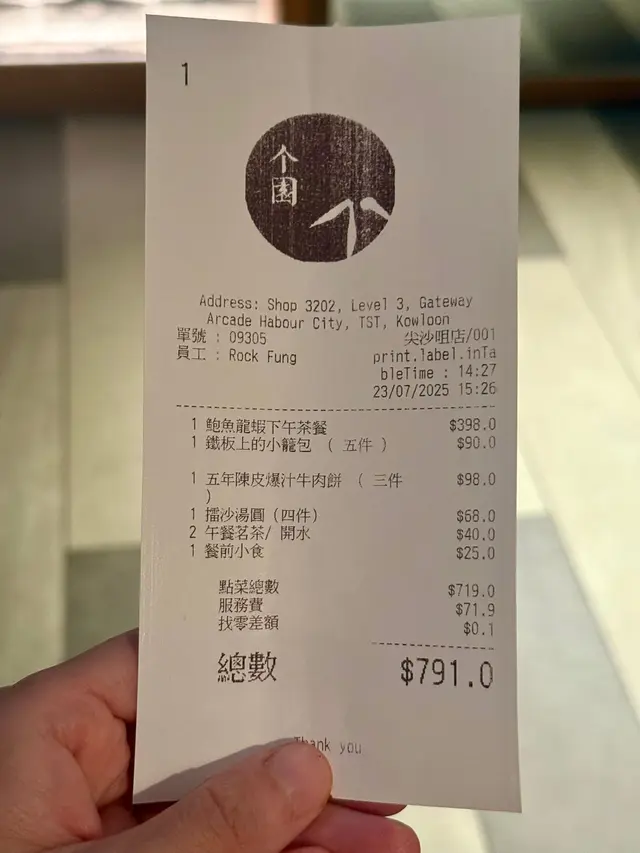 1
个園
Address: Shop 3202, Level 3, Gateway
Arcade Habour City, TST, Kowloon
單號 : 09305 尖沙咀店/001
員工 : Rock Fung print.label.inTa
bleTime : 14:27
23/07/2025 15:26
1 鮑魚龍蝦下午茶餐 $398.0
1 鐵板上的小籠包 ( 五件 ) $90.0
1 五年陳皮爆汁牛肉餅 ( 三件 $98.0
)
1 擂沙湯圓(四件) $68.0
2 午餐茗茶/ 開水 $40.0
1 餐前小食 $25.0
點菜總數 $719.0
服務費 $71.9
找零差額 $0.1
總數 $791.0
Thank you